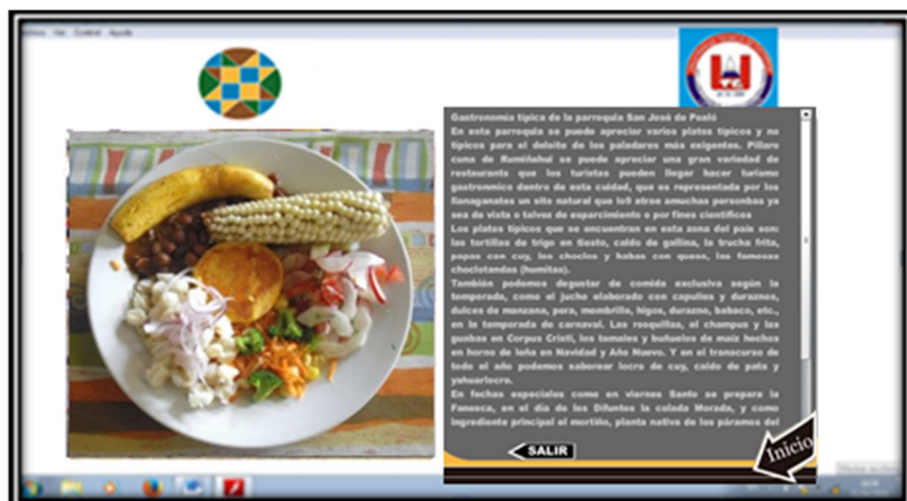 Ver Control Ayuda
Gastronomía típica de la parroquia San José de Poaló
En esta parroquia se puede apreciar varios platos típicos y no
típicos para el deleite de los paladares más exigentes. Píllaro
cuna de Rumiñahui se puede apreciar una gran variedad de
restaurants que los turistas pueden llegar hacer turismo
gastronmico dentro de esta cuidad, que es representada por los
llanaganates un sito natural que lo9 atrae amuchas personbas ya
sea de vista o talvez de esparcimiento o por fines científicos
Los platos típicos que se encuentran en esta zona del país son:
las tortillas de trigo en tiesto, caldo de gallina, la trucha frita,
papas con cuy, los choclos y habas con queso, las famosas
choclotandas (humitas).
También podemos degustar de comida exclusiva según la
temporada, como el jucho elaborado con capulíes y duraznos,
dulces de manzana, pera, membrillo, higos, durazno, babaco, etc.,
en la temporada de carnaval. Las rosquillas, el champus y las
guabas en Corpus Cristi, los tamales y buñuelos de maíz hechos
en horno de leña en Navidad y Año Nuevo. Y en el transcurso de
todo el año podemos saborear locro de cuy, caldo de pata y
yahuarlocro.
En fechas especiales como en viernes Santo se prepara la
Fanesca, en el día de los Difuntos la colada Morada, y como
ingrediente principal el mortiño, planta nativa de los páramos del
SALIR
Inicio